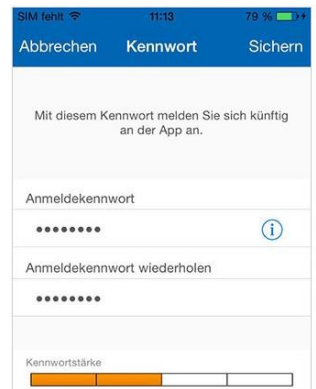 SIM fehlt 11:13 79 %
Abbrechen Kennwort Sichern
Mit diesem Kennwort melden Sie sich künftig
an der App an.
Anmeldekennwort
••••••••
Anmeldekennwort wiederholen
••••••••
Kennwortstärke